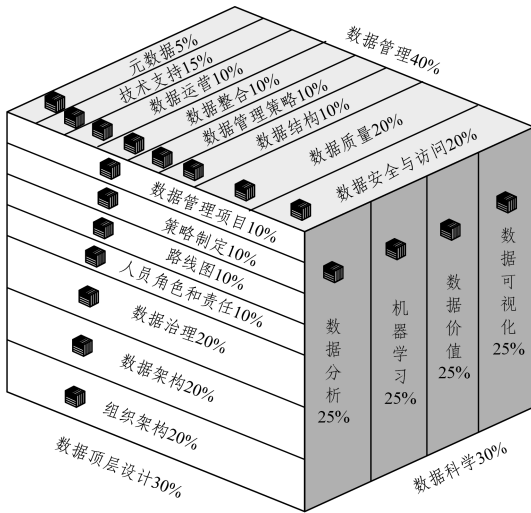 数据管理40%
元数据5%
技术支持15%
数据运营10%
数据整合10%
数据管理策略10%
数据结构10%
数据质量20%
数据安全与访问20%
数据管理项目10%
策略制定10%
路线图10%
人员角色和责任10%
数据治理20%
数据架构20%
组织架构20%
数据顶层设计30%
数据分析25%
机器学习25%
数据价值25%
数据可视化25%
数据科学30%